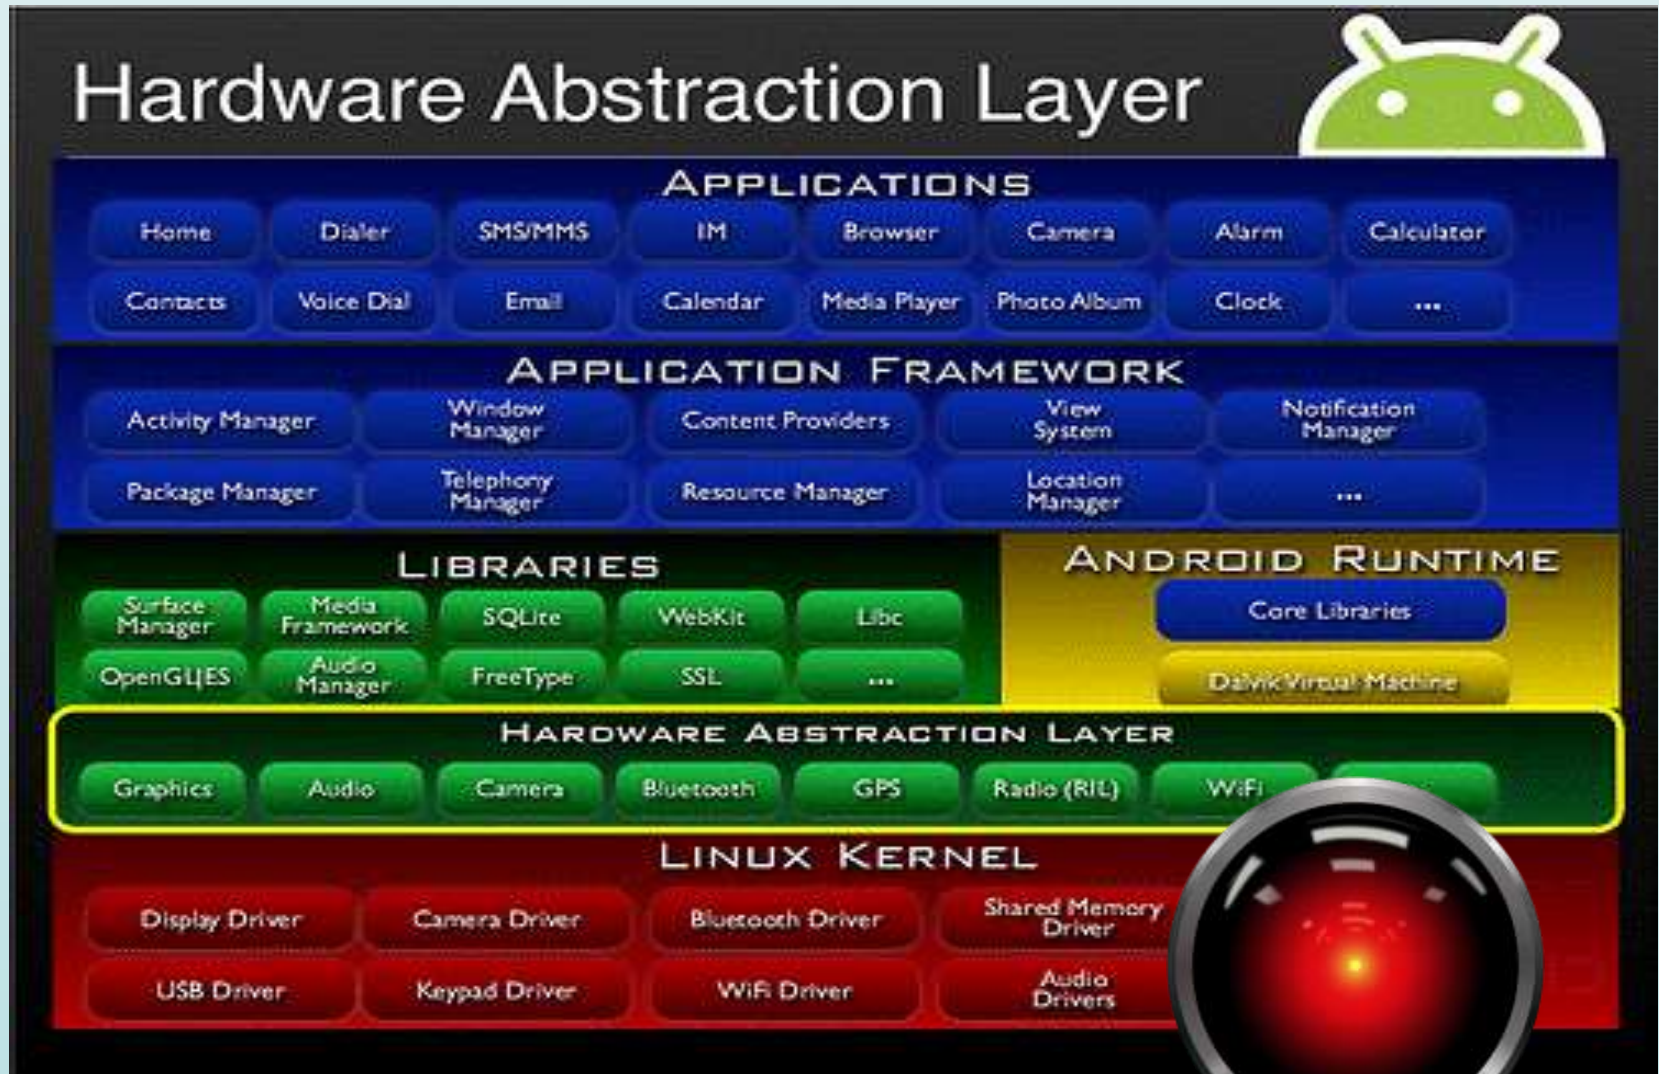 Hardware Abstraction Layer
APPLICATIONS
Home Dialer SMS/MMS IM Browser Camera Alarm Calculator
Contacts Voice Dial Email Calendar Media Player Photo Album Clock ...
APPLICATION FRAMEWORK
Activity Manager
Window
Manager
Content Providers
View
System
Notification
Manager
Package Manager
Telephony
Manager
Resource Manager
Location
Manager
...
LIBRARIES
Surface
Manager
Media
Framework
SQLite
WebKit
Libc
OpenGL|ES
Audio
Manager
FreeType
SSL
...
ANDROID RUNTIME
Core Libraries
Dalvik Virtual Machine
HARDWARE ABSTRACTION LAYER
Graphics Audio Camera Bluetooth GPS Radio (RIL) WiFi
LINUX KERNEL
Display Driver
Camera Driver
Bluetooth Driver
Shared Memory
Driver
USB Driver
Keypad Driver
WiFi Driver
Audio
Drivers